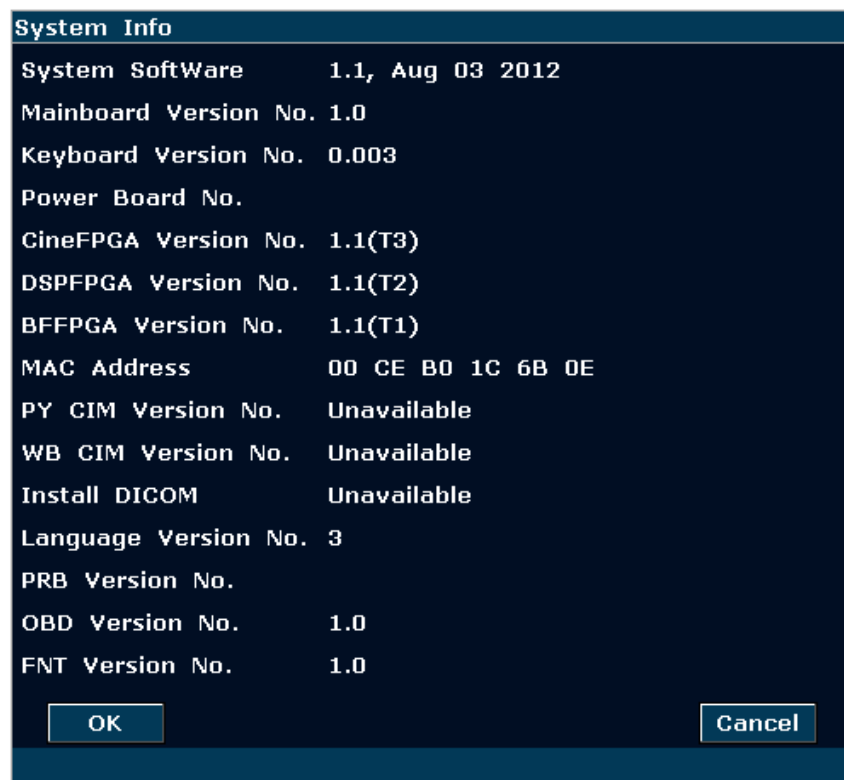 System Info
System SoftWare 1.1, Aug 03 2012
Mainboard Version No. 1.0
Keyboard Version No. 0.003
Power Board No.
CineFPGA Version No. 1.1(T3)
DSPFPGA Version No. 1.1(T2)
BFFPGA Version No. 1.1(T1)
MAC Address 00 CE B0 1C 6B 0E
PY CIM Version No. Unavailable
WB CIM Version No. Unavailable
Install DICOM Unavailable
Language Version No. 3
PRB Version No.
OBD Version No. 1.0
FNT Version No. 1.0
OK Cancel